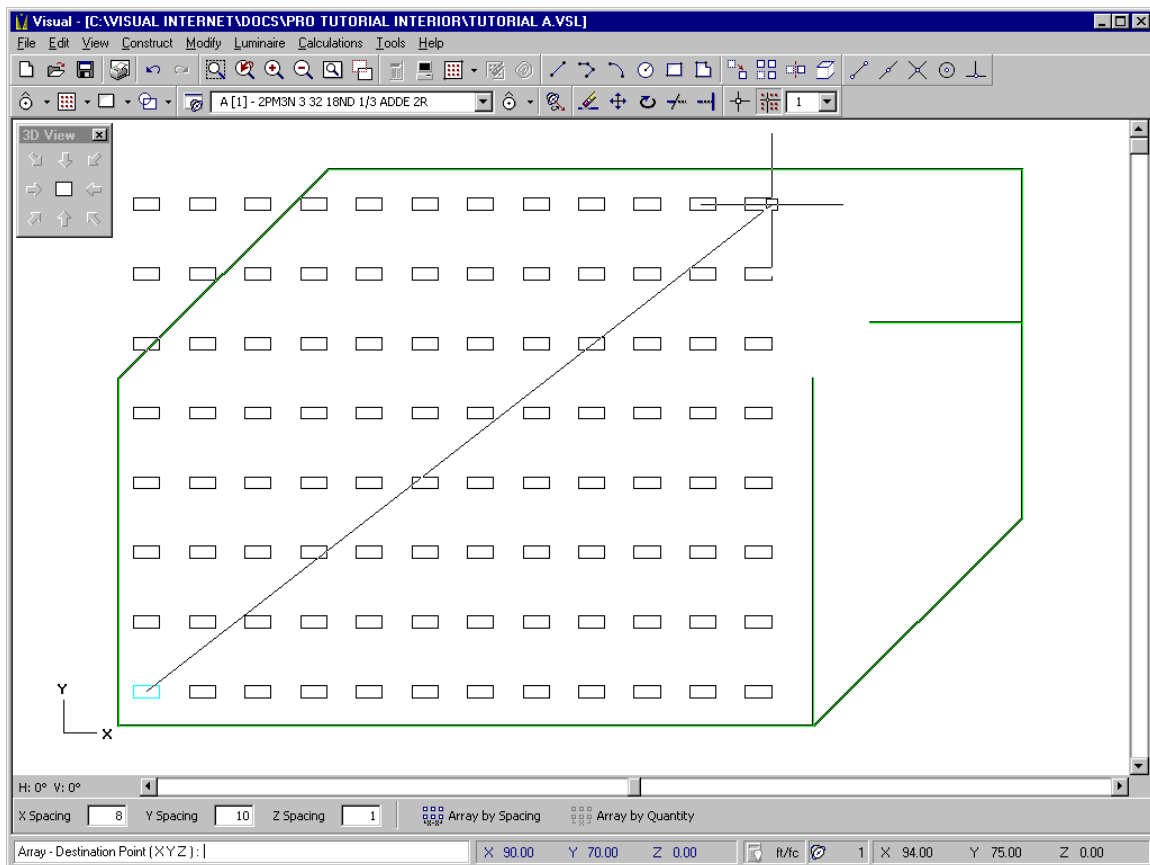 Visual - [C:\VISUAL INTERNET\DOCS\PRO TUTORIAL INTERIOR\TUTORIAL A.VSL]
File Edit View Construct Modify Luminaire Calculations Tools Help
A [1] - 2PM3N 3 32 18ND 1/3 ADDE 2R
1
3D View
Y
X
H: 0° V: 0°
X Spacing 8 Y Spacing 10 Z Spacing 1 Array by Spacing Array by Quantity
Array - Destination Point ( X Y Z ) : X 90.00 Y 70.00 Z 0.00 ft/fc 1 X 94.00 Y 75.00 Z 0.00